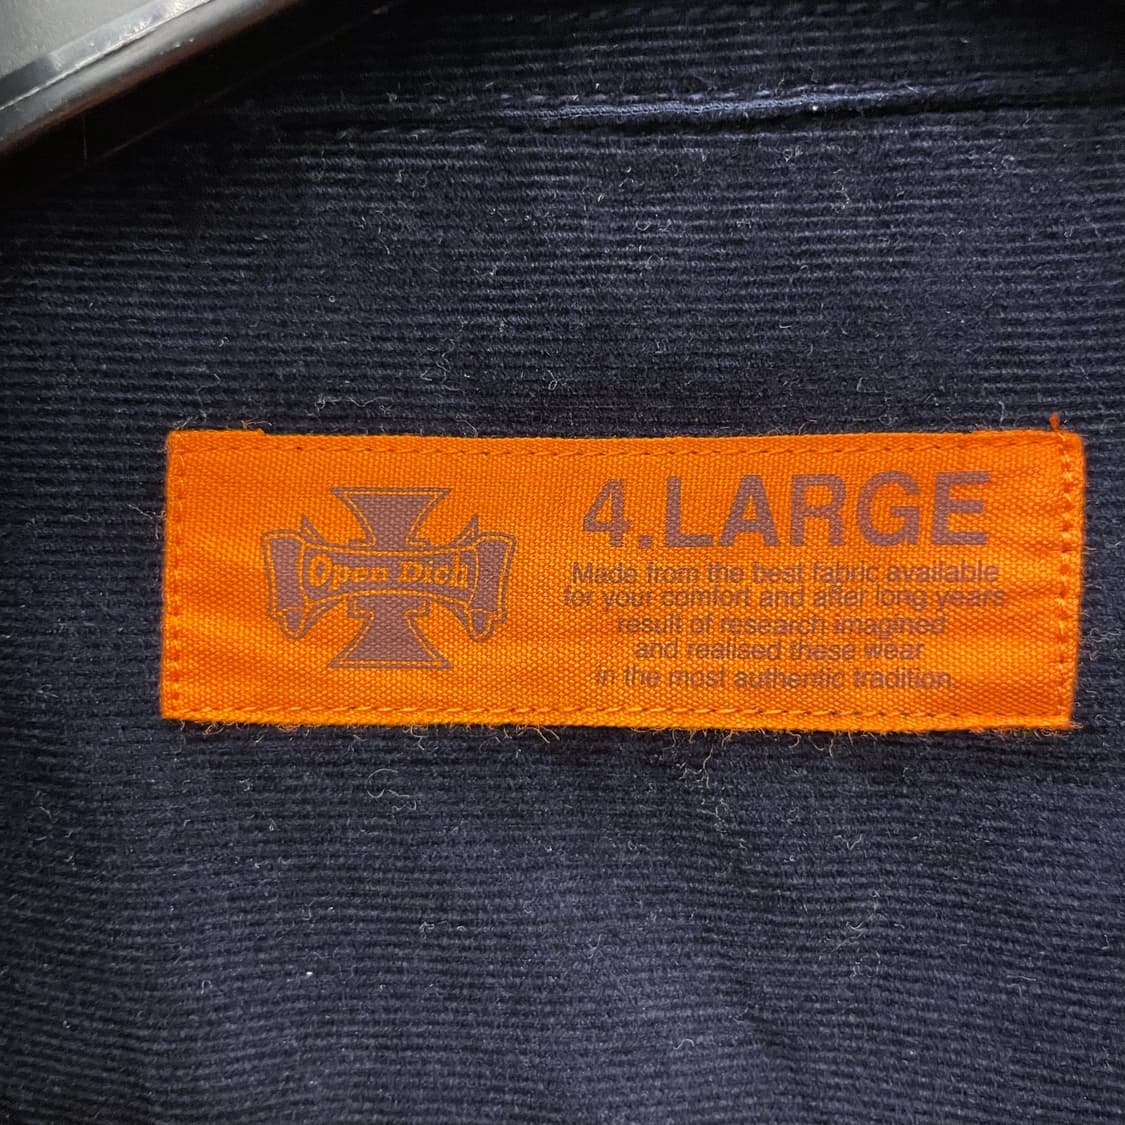 Open Dich
4.LARGE
Made from the best fabric available
for your comfort and after long years
result of research imagined
and realised these wear
in the most authentic tradition.